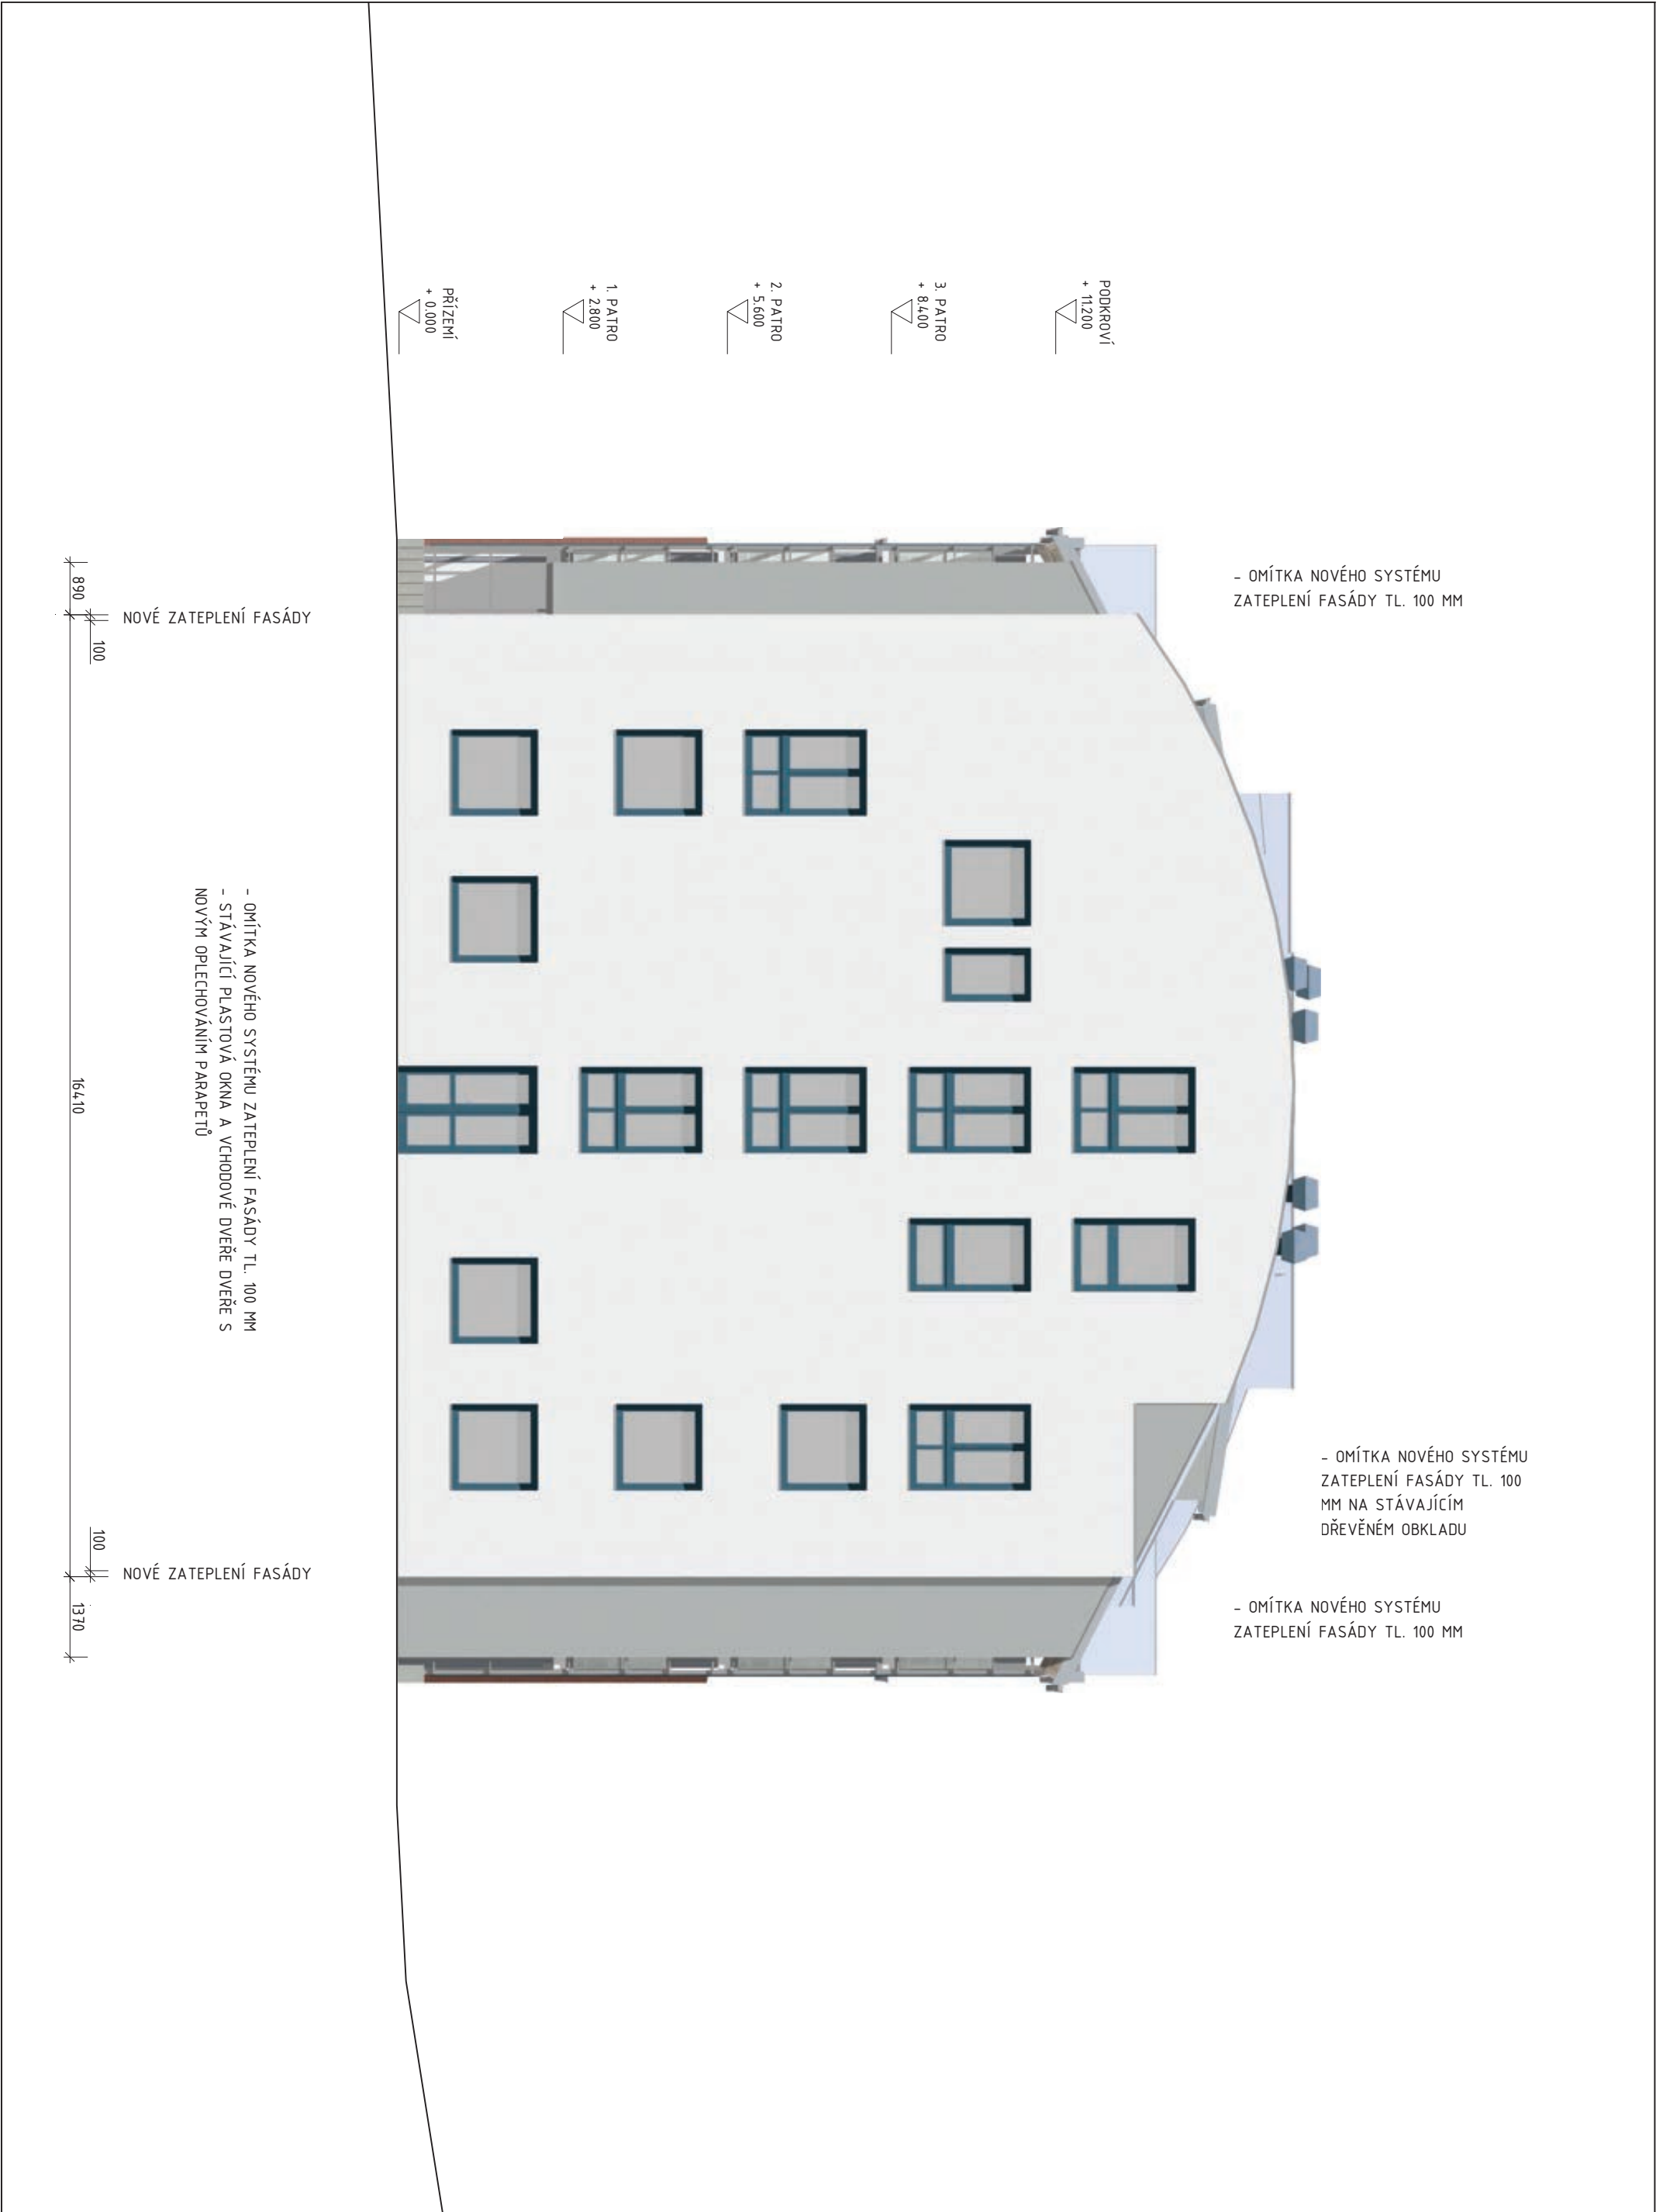 PODKROVÍ
+ 11.200
3. PATRO
+ 8.400
2. PATRO
+ 5.600
1. PATRO
+ 2.800
PŘÍZEMÍ
+ 0.000
- OMÍTKA NOVÉHO SYSTÉMU
ZATEPLENÍ FASÁDY TL. 100 MM
- OMÍTKA NOVÉHO SYSTÉMU
ZATEPLENÍ FASÁDY TL. 100
MM NA STÁVAJÍCÍM
DŘEVĚNÉM OBKLADU
- OMÍTKA NOVÉHO SYSTÉMU
ZATEPLENÍ FASÁDY TL. 100 MM
NOVÉ ZATEPLENÍ FASÁDY
- OMÍTKA NOVÉHO SYSTÉMU ZATEPLENÍ FASÁDY TL. 100 MM
- STÁVAJÍCÍ PLASTOVÁ OKNA A VCHODOVÉ DVEŘE DVEŘE S
NOVÝM OPLECHOVÁNÍM PARAPETŮ
NOVÉ ZATEPLENÍ FASÁDY
100
100
890
16410
1370